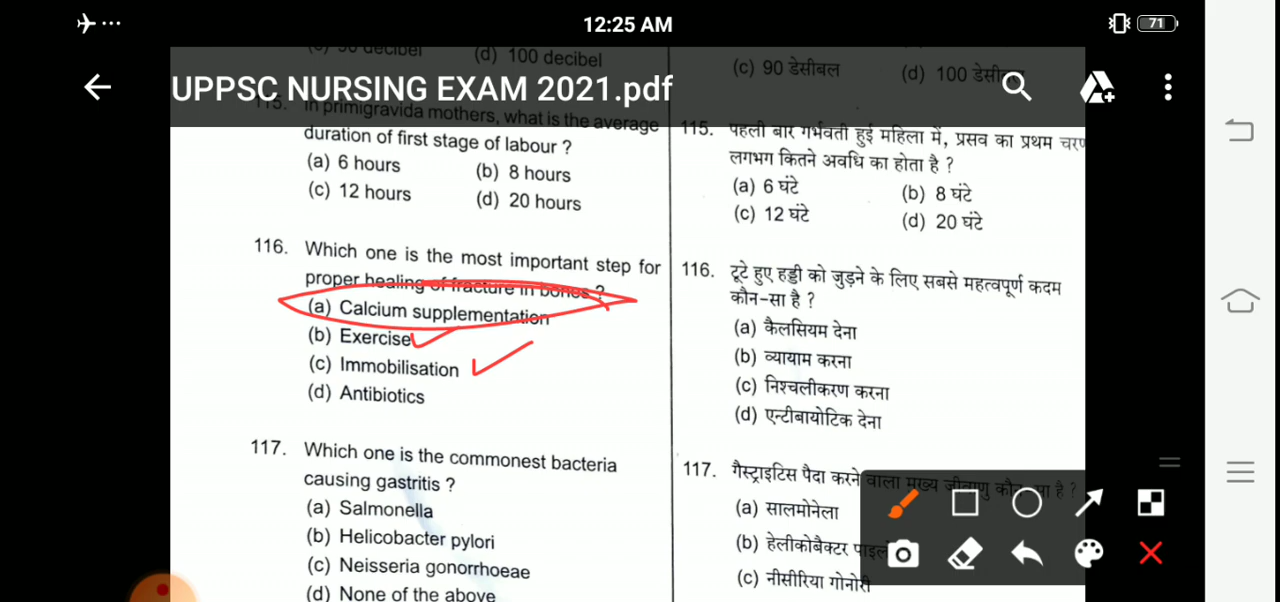 12:25 AM
71
UPPSC NURSING EXAM 2021.pdf
(c) 90 decibel (d) 100 decibel
(c) 90 डेसीबल (d) 100
115. In primigravida mothers, what is the average
duration of first stage of labour ?
(a) 6 hours (b) 8 hours
(c) 12 hours (d) 20 hours
116. Which one is the most important step for
proper healing of fracture in bones ?
(a) Calcium supplementation
(b) Exercise
(c) Immobilisation
(d) Antibiotics
117. Which one is the commonest bacteria
causing gastritis ?
(a) Salmonella
(b) Helicobacter pylori
(c) Neisseria gonorrhoeae
(d) None of the above
115. पहली बार गर्भवती हुई महिला में, प्रसव का प्रथम चरण
लगभग कितने अवधि का होता है ?
(a) 6 घंटे (b) 8 घंटे
(c) 12 घंटे (d) 20 घंटे
116. टूटे हुए हड्डी को जुड़ने के लिए सबसे महत्वपूर्ण कदम
कौन-सा है ?
(a) कैलसियम देना
(b) व्यायाम करना
(c) निश्चलीकरण करना
(d) एन्टीबायोटिक देना
117. गैस्ट्राइटिस पैदा करने वाला मुख्य जीवाणु है ?
(a) सालमोनेला
(b) हेलीकोबैक्टर
(c) नीसीरिया